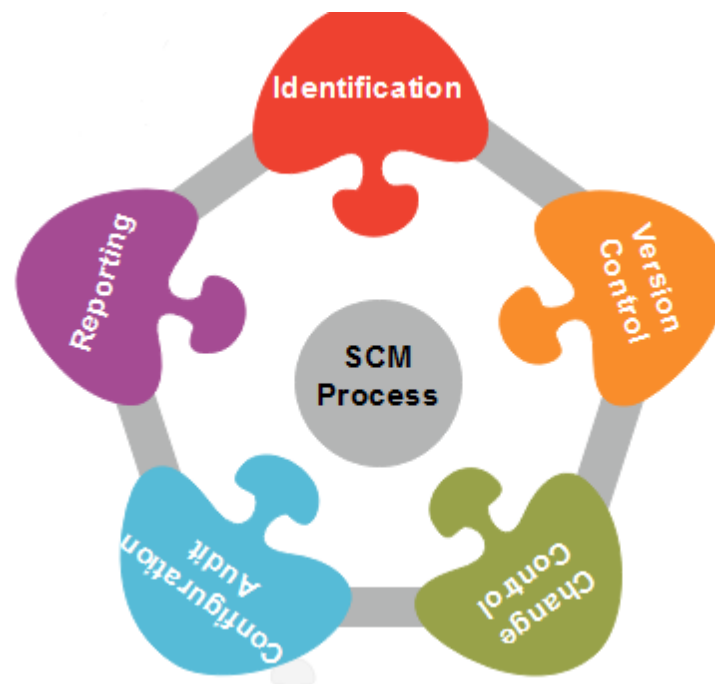 Identification
Version
Control
Change
Control
Configuration
Audit
Reporting
SCM
Process